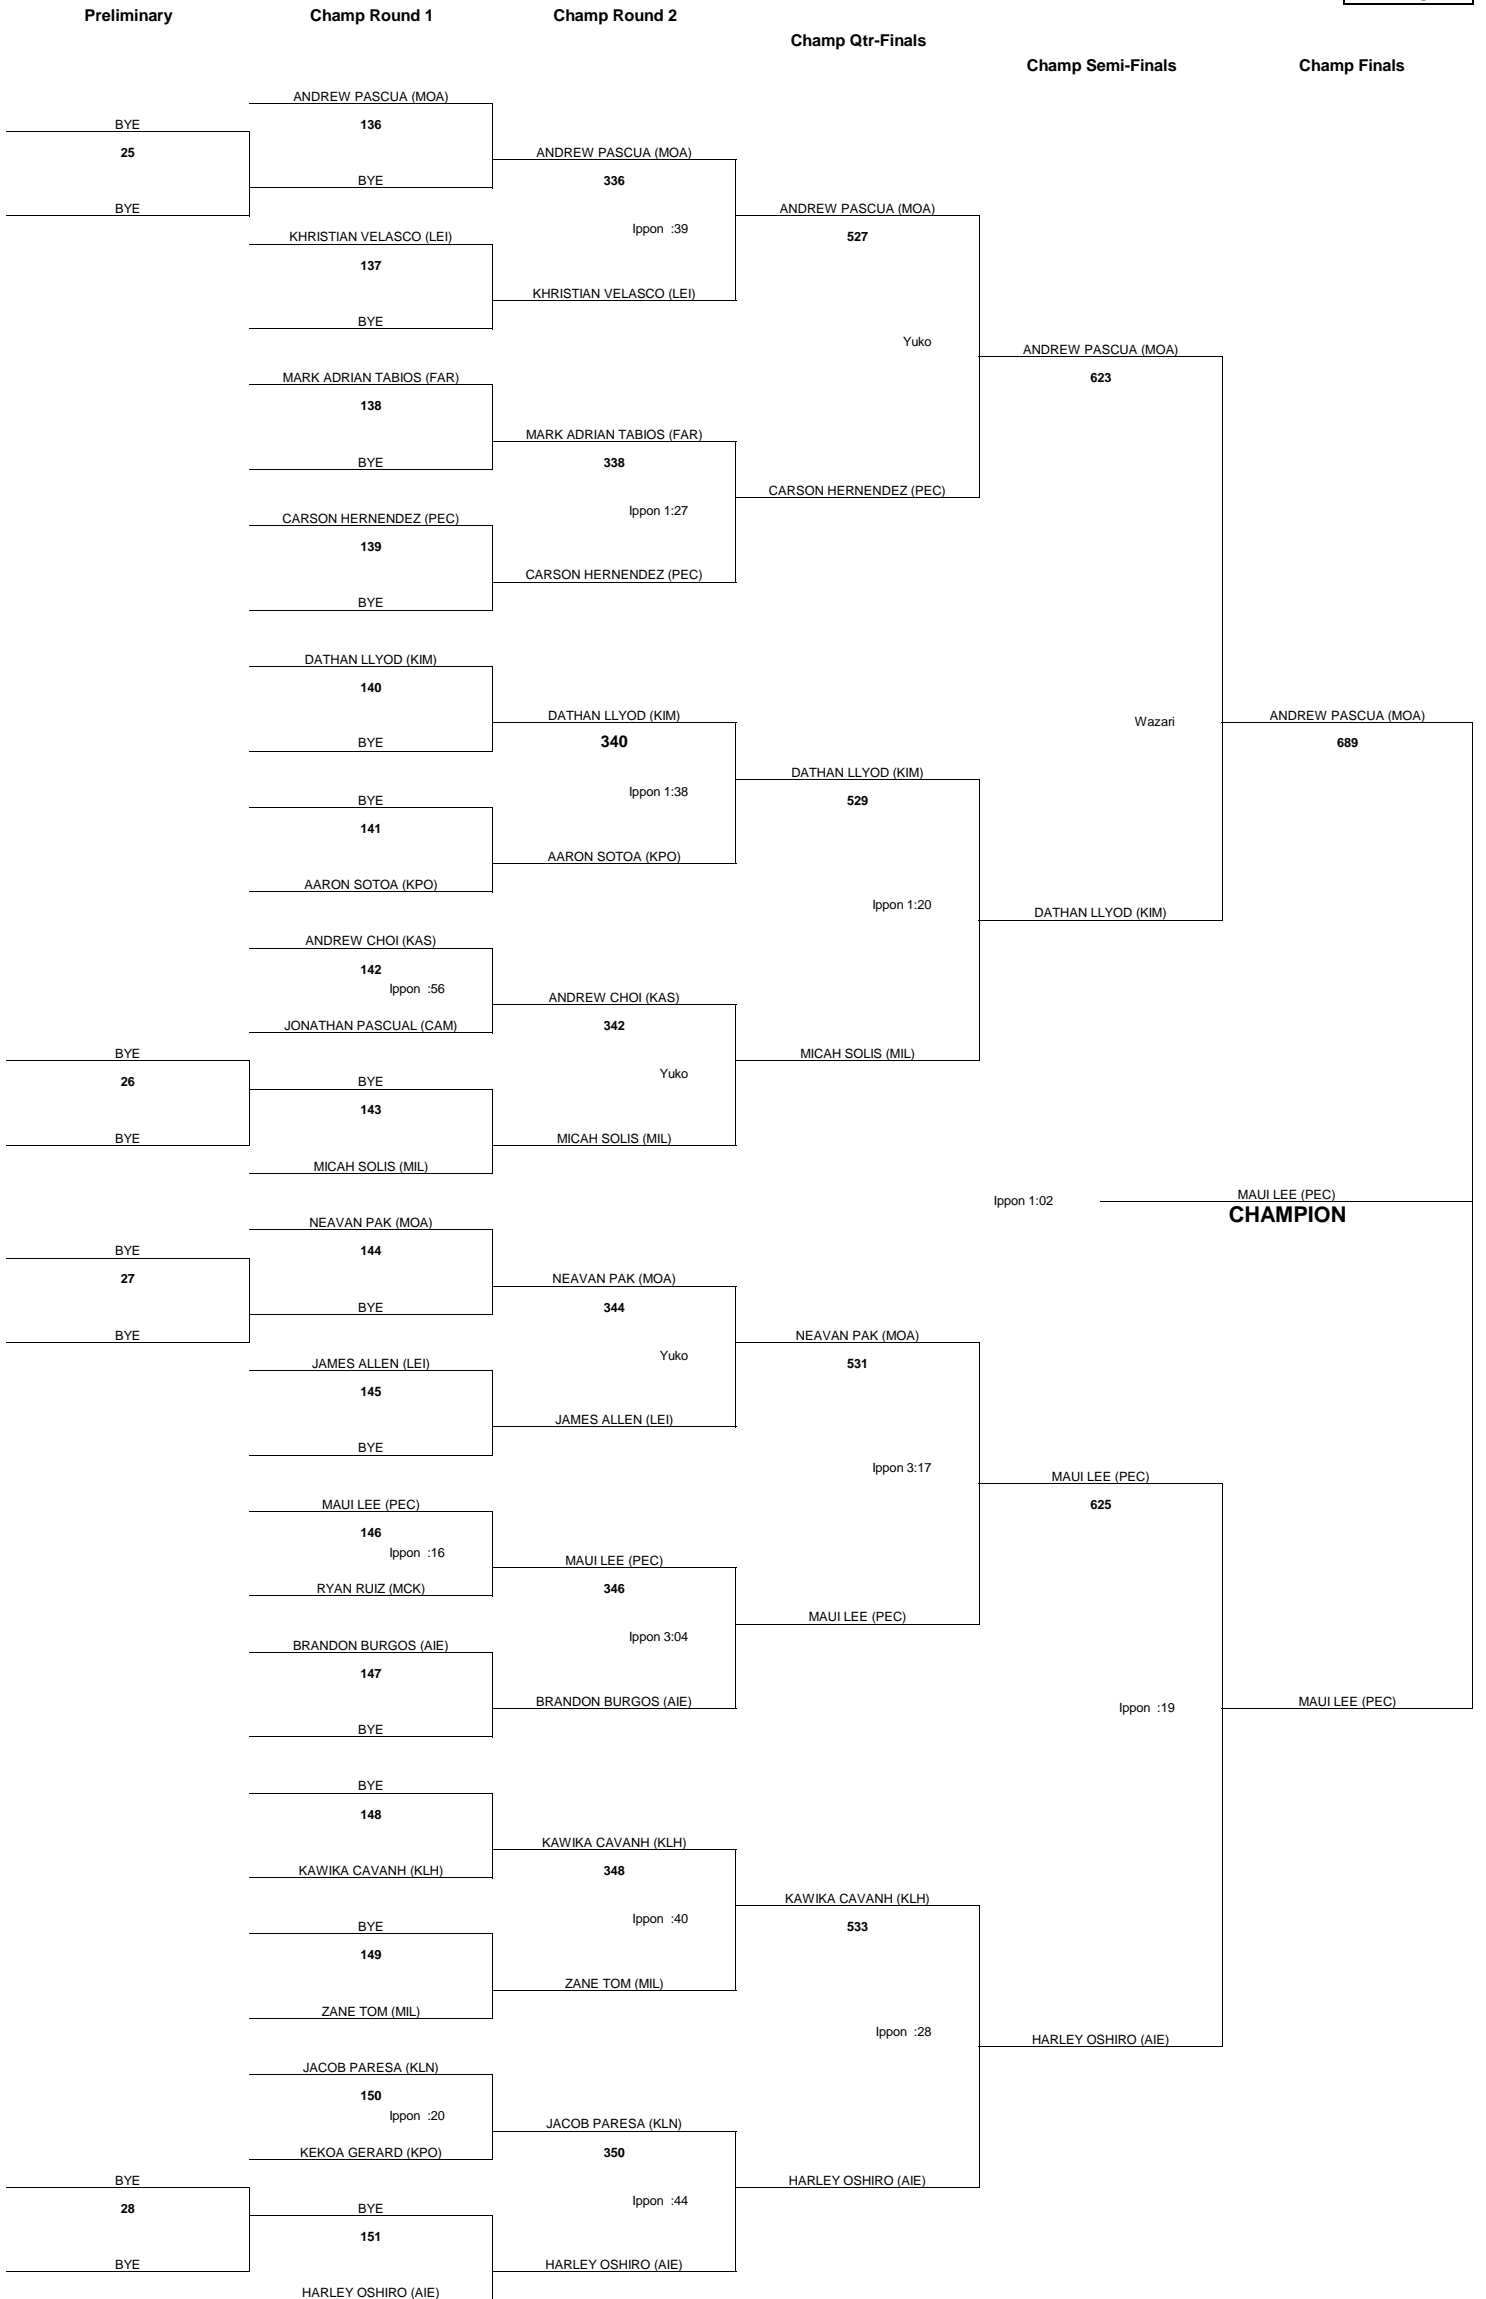 Preliminary
Champ Round 1
Champ Round 2
Champ Qtr-Finals
Champ Semi-Finals
Champ Finals
BYE
25
BYE
BYE
26
BYE
BYE
27
BYE
BYE
28
BYE
ANDREW PASCUA (MOA)
136
BYE
KHRISTIAN VELASCO (LEI)
137
BYE
MARK ADRIAN TABIOS (FAR)
138
BYE
CARSON HERNENDEZ (PEC)
139
BYE
DATHAN LLYOD (KIM)
140
BYE
BYE
141
AARON SOTOA (KPO)
ANDREW CHOI (KAS)
142
Ippon :56
JONATHAN PASCUAL (CAM)
BYE
143
MICAH SOLIS (MIL)
NEAVAN PAK (MOA)
144
BYE
JAMES ALLEN (LEI)
145
BYE
MAUI LEE (PEC)
146
Ippon :16
RYAN RUIZ (MCK)
BRANDON BURGOS (AIE)
147
BYE
BYE
148
KAWIKA CAVANH (KLH)
BYE
149
ZANE TOM (MIL)
JACOB PARESA (KLN)
150
Ippon :20
KEKOA GERARD (KPO)
BYE
151
HARLEY OSHIRO (AIE)
ANDREW PASCUA (MOA)
336
Ippon :39
KHRISTIAN VELASCO (LEI)
MARK ADRIAN TABIOS (FAR)
338
Ippon 1:27
CARSON HERNENDEZ (PEC)
DATHAN LLYOD (KIM)
340
Ippon 1:38
AARON SOTOA (KPO)
ANDREW CHOI (KAS)
342
Yuko
MICAH SOLIS (MIL)
NEAVAN PAK (MOA)
344
Yuko
JAMES ALLEN (LEI)
MAUI LEE (PEC)
346
Ippon 3:04
BRANDON BURGOS (AIE)
KAWIKA CAVANH (KLH)
348
Ippon :40
ZANE TOM (MIL)
JACOB PARESA (KLN)
350
Ippon :44
HARLEY OSHIRO (AIE)
ANDREW PASCUA (MOA)
527
Yuko
CARSON HERNENDEZ (PEC)
DATHAN LLYOD (KIM)
529
Ippon 1:20
MICAH SOLIS (MIL)
NEAVAN PAK (MOA)
531
Ippon 3:17
MAUI LEE (PEC)
KAWIKA CAVANH (KLH)
533
Ippon :28
HARLEY OSHIRO (AIE)
ANDREW PASCUA (MOA)
623
Wazari
DATHAN LLYOD (KIM)
MAUI LEE (PEC)
625
Ippon :19
HARLEY OSHIRO (AIE)
ANDREW PASCUA (MOA)
689
Ippon 1:02
MAUI LEE (PEC)
CHAMPION
MAUI LEE (PEC)